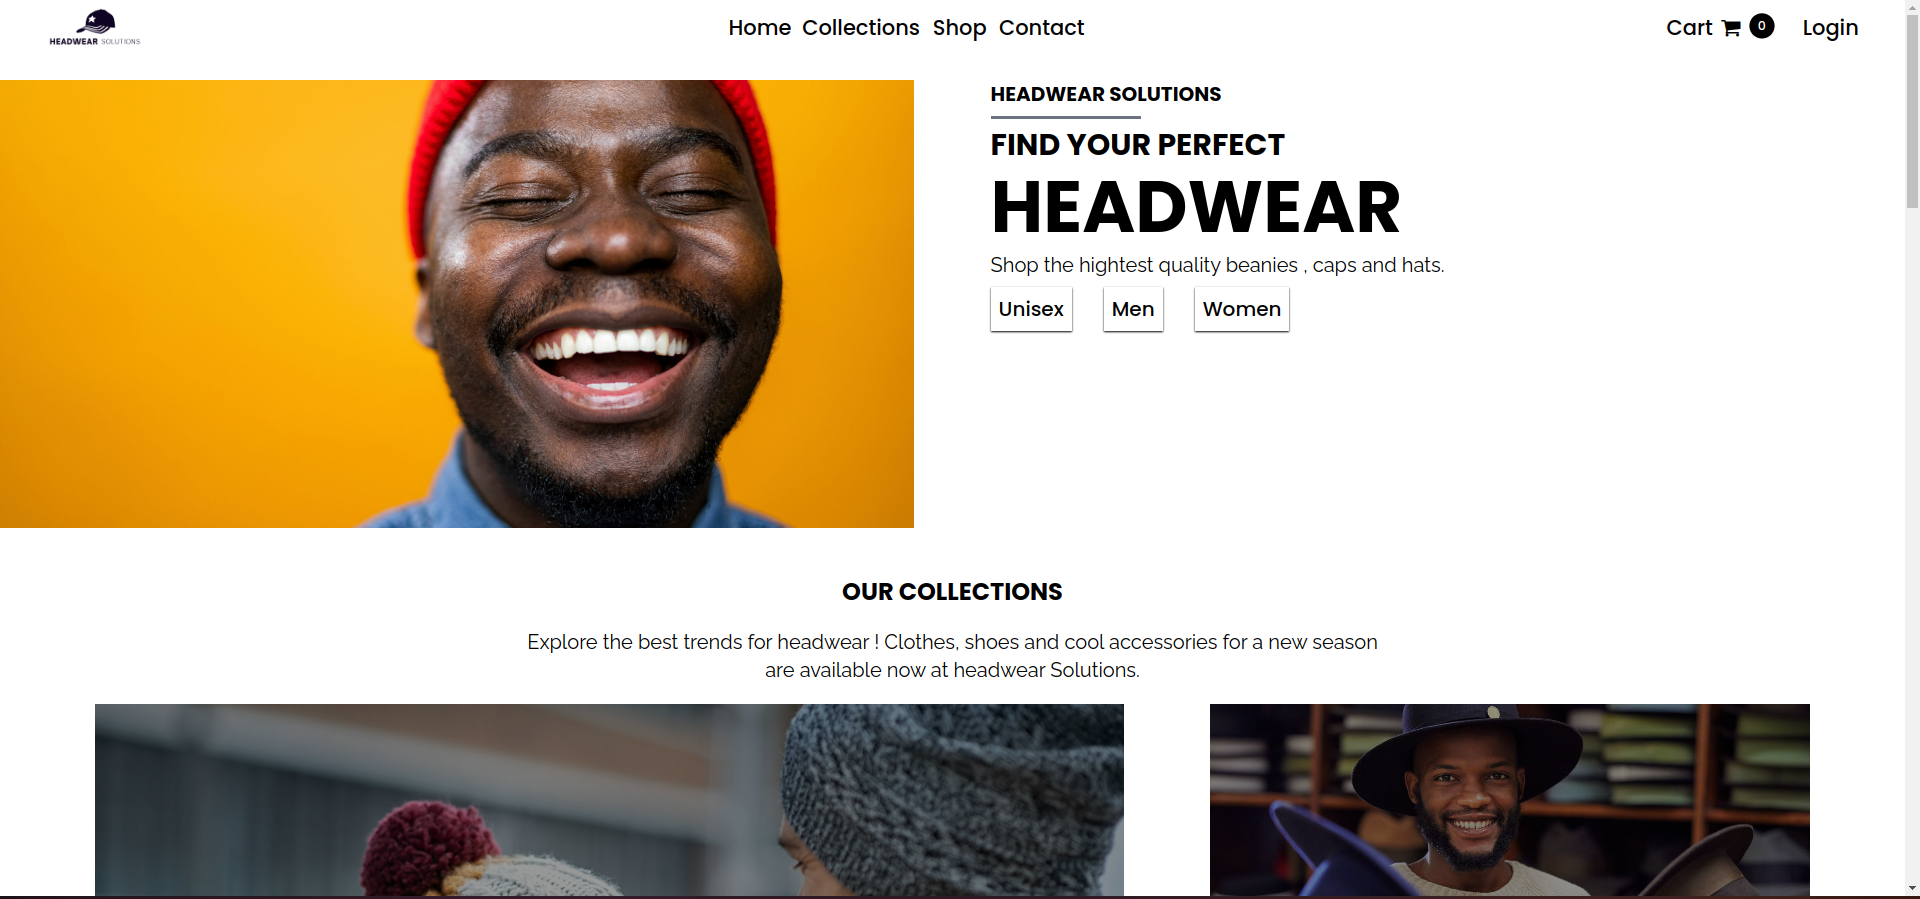 HEADWEAR SOLUTIONS
Home Collections Shop Contact
Cart 0 Login
HEADWEAR SOLUTIONS
FIND YOUR PERFECT
HEADWEAR
Shop the hightest quality beanies , caps and hats.
Unisex Men Women
OUR COLLECTIONS
Explore the best trends for headwear ! Clothes, shoes and cool accessories for a new season
are available now at headwear Solutions.